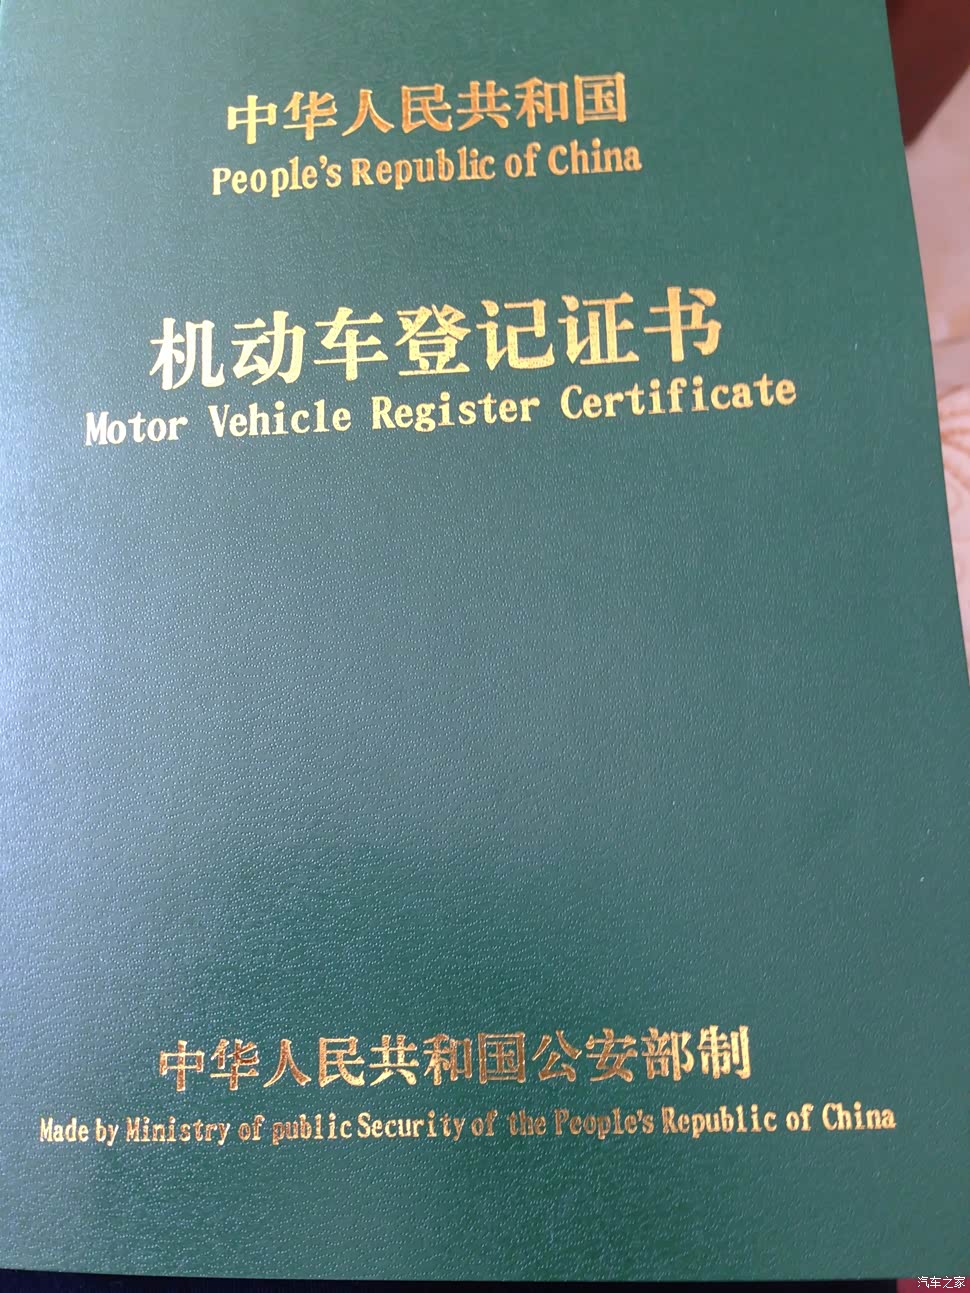 中华人民共和国
People's Republic of China
机动车登记证书
Motor Vehicle Register Certificate
中华人民共和国公安部制
Made by Ministry of public Security of the People's Republic of China
汽车之家